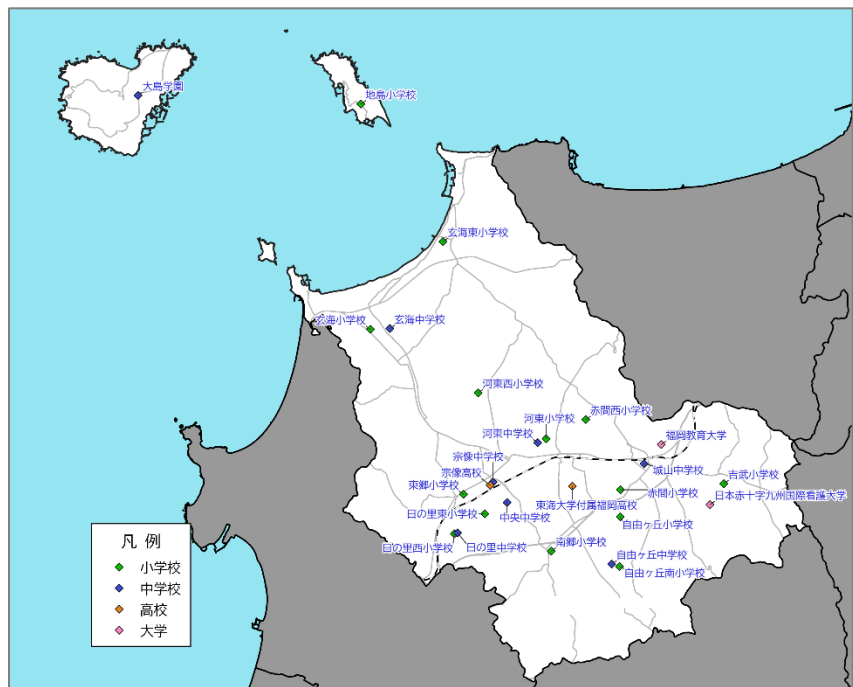 大島学園
地島小学校
玄海東小学校
玄海小学校
玄海中学校
河東西小学校
赤間西小学校
河東小学校
河東中学校
福岡教育大学
宗像中学校
城山中学校
宗像高校
吉武小学校
東郷小学校
赤間小学校
日本赤十字九州国際看護大学
東海大学付属福岡高校
日の里東小学校
中央中学校
自由ヶ丘小学校
日の里西小学校
日の里中学校
南郷小学校
自由ヶ丘中学校
自由ヶ丘南小学校
凡 例
小学校
中学校
高校
大学